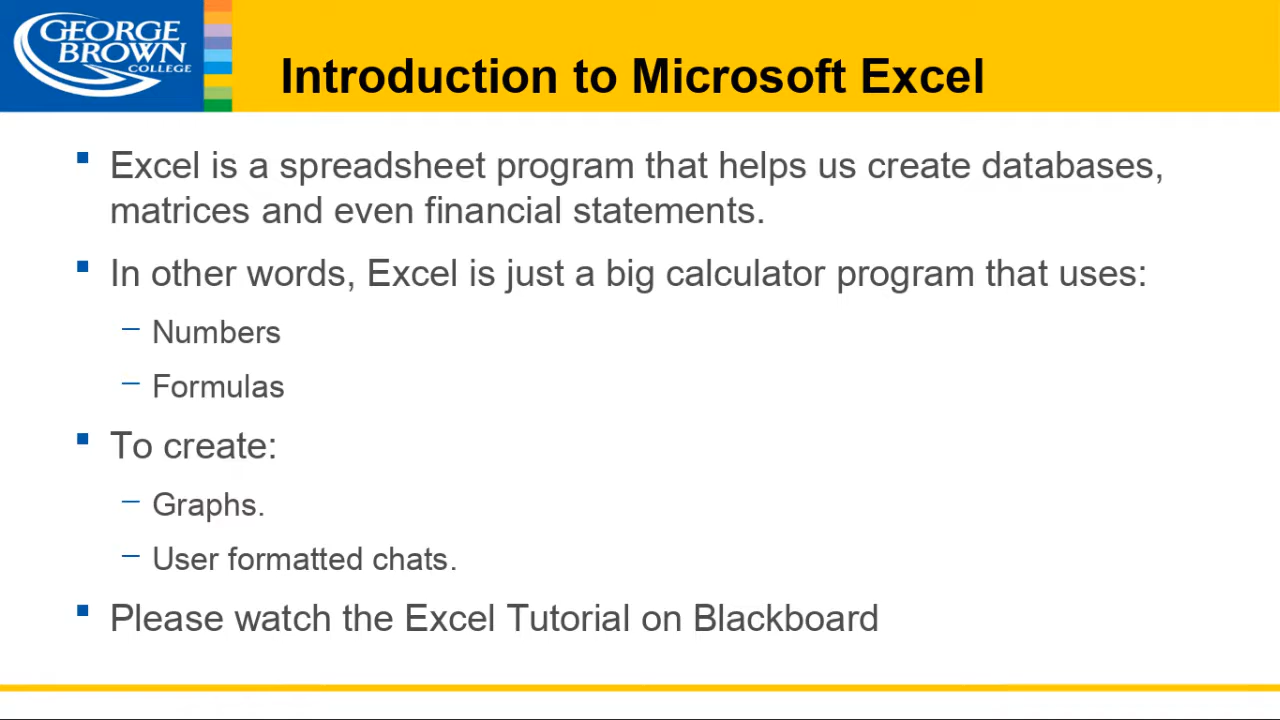 GEORGE
BROWN
COLLEGE
Introduction to Microsoft Excel
Excel is a spreadsheet program that helps us create databases,
matrices and even financial statements.
In other words, Excel is just a big calculator program that uses:
Numbers
Formulas
To create:
Graphs.
User formatted chats.
Please watch the Excel Tutorial on Blackboard